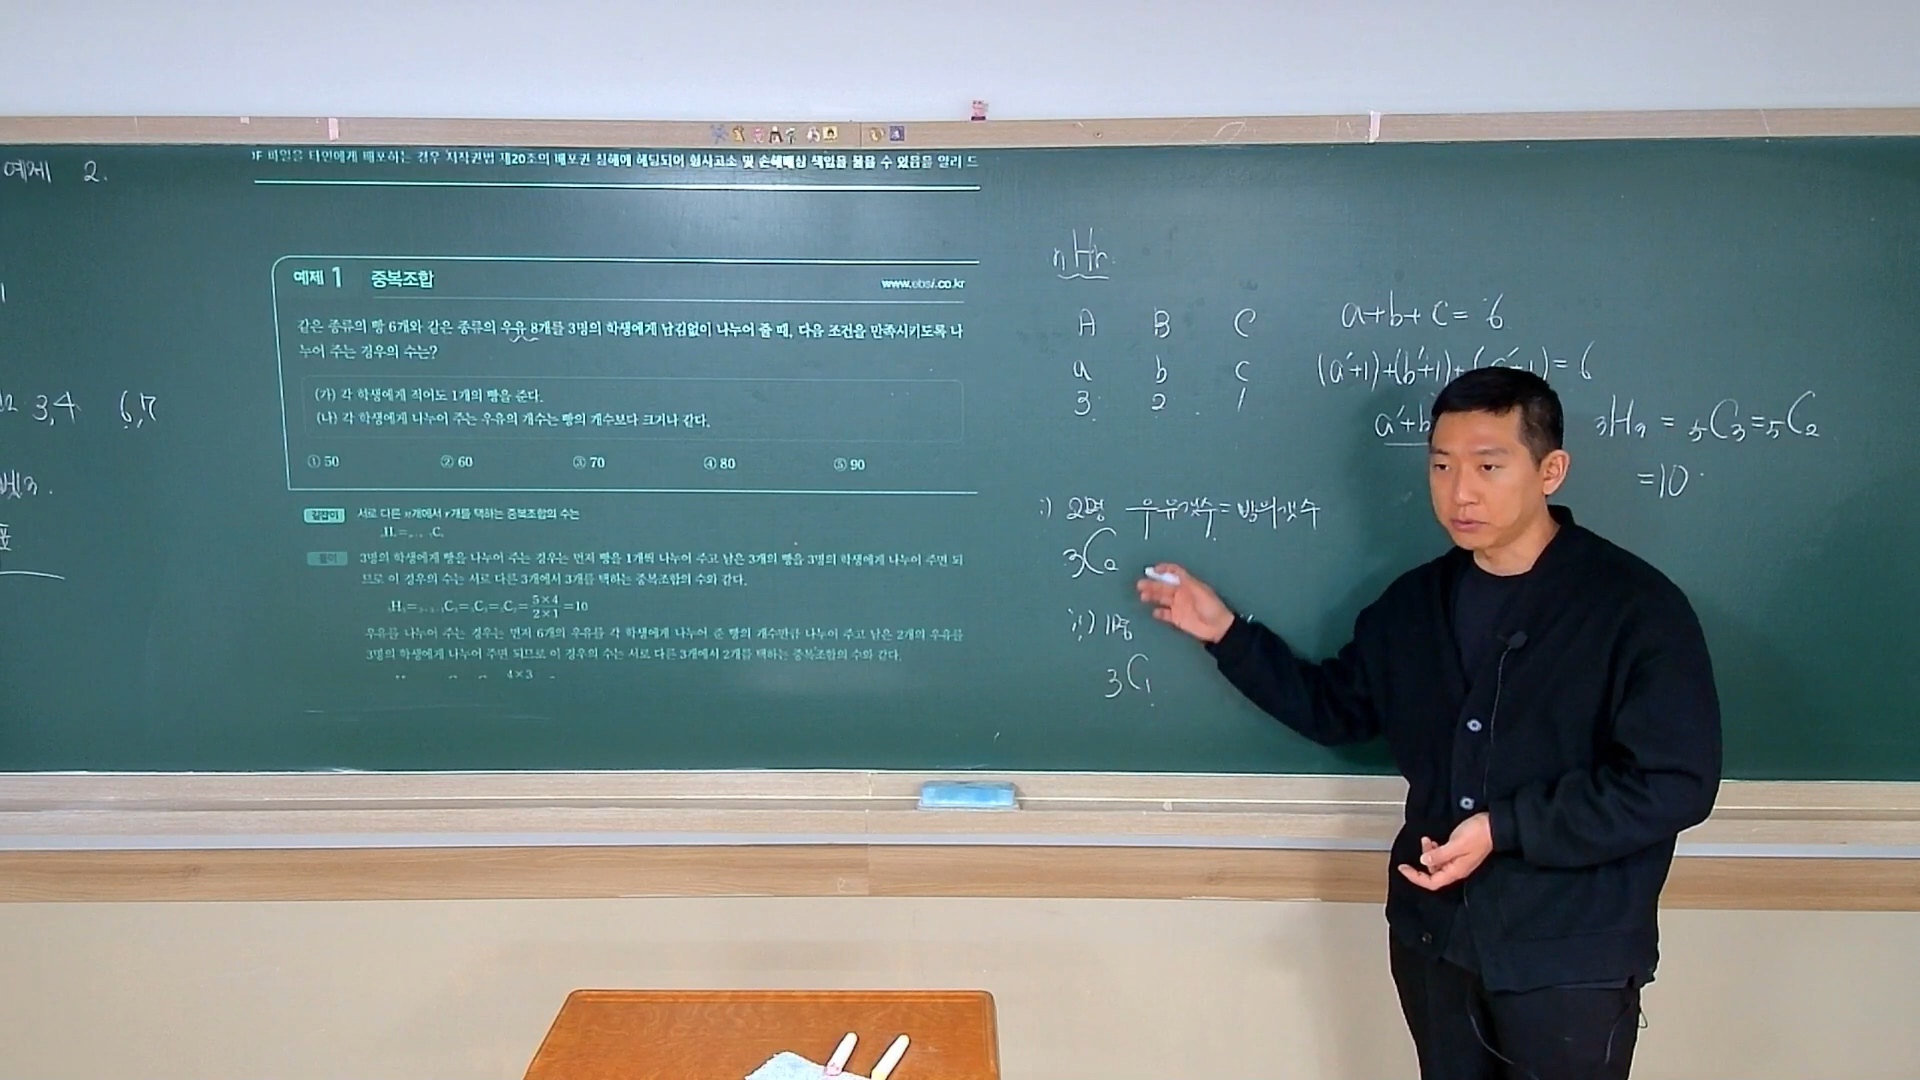 예제 2.
3,4 6,7
F 파일을 타인에게 배포하는 경우 저작권법 제20조의 배포권 침해에 해당되어 형사고소 및 손해배상 책임을 물을 수 있음을 알려 드
예제 1 중복조합
www.ebsi.co.kr
같은 종류의 빵 6개와 같은 종류의 우유 8개를 3명의 학생에게 남김없이 나누어 줄 때, 다음 조건을 만족시키도록 나
누어 주는 경우의 수는?
(가) 각 학생에게 적어도 1개의 빵을 준다.
(나) 각 학생에게 나누어 주는 우유의 개수는 빵의 개수보다 크거나 같다.
① 50 ② 60 ③ 70 ④ 80 ⑤ 90
길잡이 서로 다른 n개에서 r개를 택하는 중복조합의 수는
풀이 3명의 학생에게 빵을 나누어 주는 경우는 먼저 빵을 1개씩 나누어 주고 남은 3개의 빵을 3명의 학생에게 나누어 주면 되
므로 이 경우의 수는 서로 다른 3개에서 3개를 택하는 중복조합의 수와 같다.
5×4
2×1
=10
우유를 나누어 주는 경우는 먼저 6개의 우유를 각 학생에게 나누어 준 빵의 개수만큼 나누어 주고 남은 2개의 우유를
3명의 학생에게 나누어 주면 되므로 이 경우의 수는 서로 다른 3개에서 2개를 택하는 중복조합의 수와 같다.
4×3
nHr
A B C
a b c
3 2 1
a+b+c=6
(a'+1)+(b'+1)+(c'+1)=6
a'+b
3H3 = 5C3=5C2
=10
i) 2명 우유갯수=빵의갯수
3C2
ii) 1명
3C1